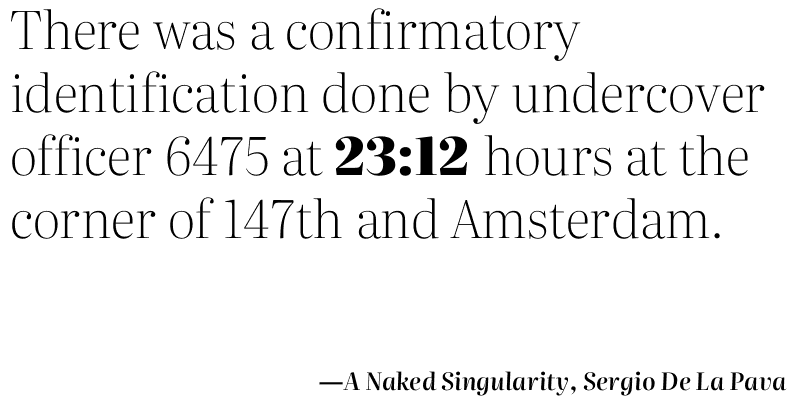 There was a confirmatory
identification done by undercover
officer 6475 at 23:12 hours at the
corner of 147th and Amsterdam.
—A Naked Singularity, Sergio De La Pava